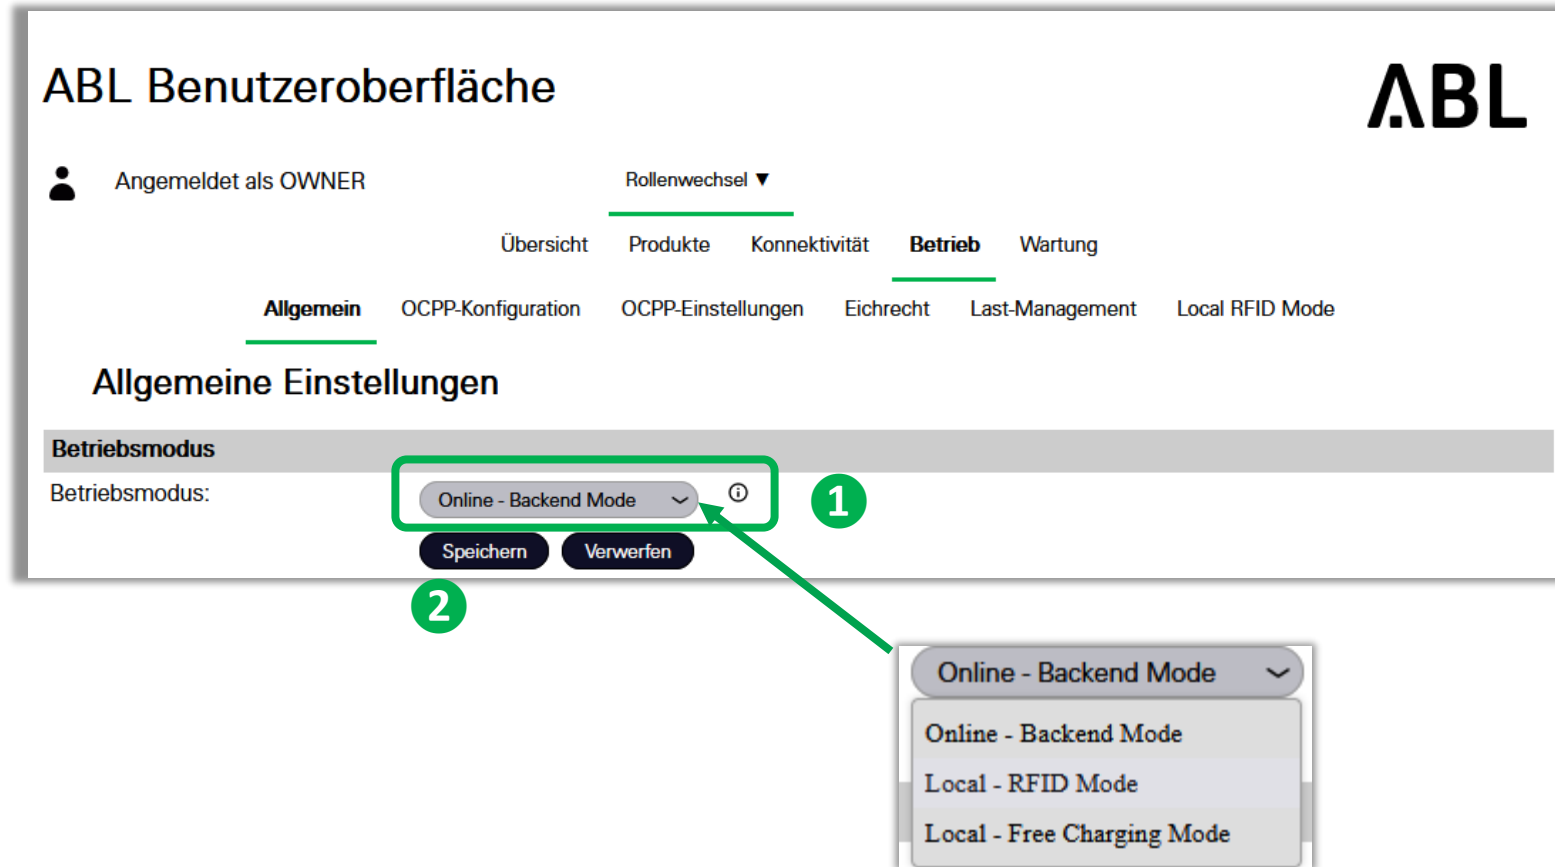 ABL Benutzeroberfläche
ABL
Angemeldet als OWNER
Rollenwechsel ▼
Übersicht Produkte Konnektivität Betrieb Wartung
Allgemein OCPP-Konfiguration OCPP-Einstellungen Eichrecht Last-Management Local RFID Mode
Allgemeine Einstellungen
Betriebsmodus
Betriebsmodus:
Online - Backend Mode
1
Speichern Verwerfen
2
Online - Backend Mode
Online - Backend Mode
Local - RFID Mode
Local - Free Charging Mode